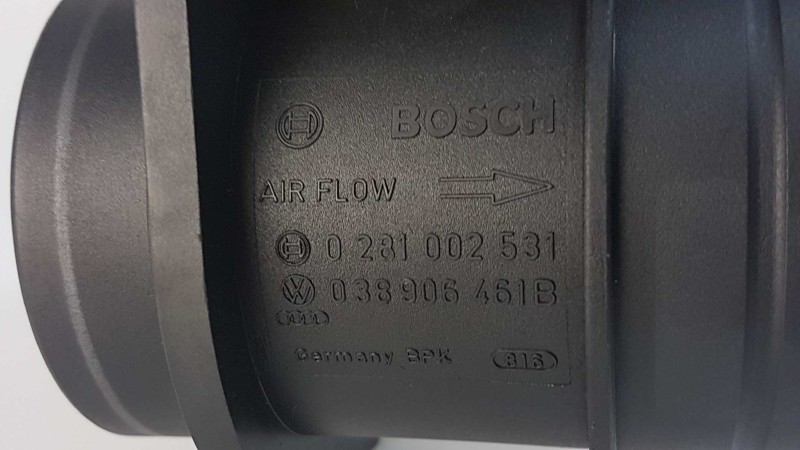 BOSCH
AIR FLOW
0 281 002 531
038 906 461B
Germany BPK 816